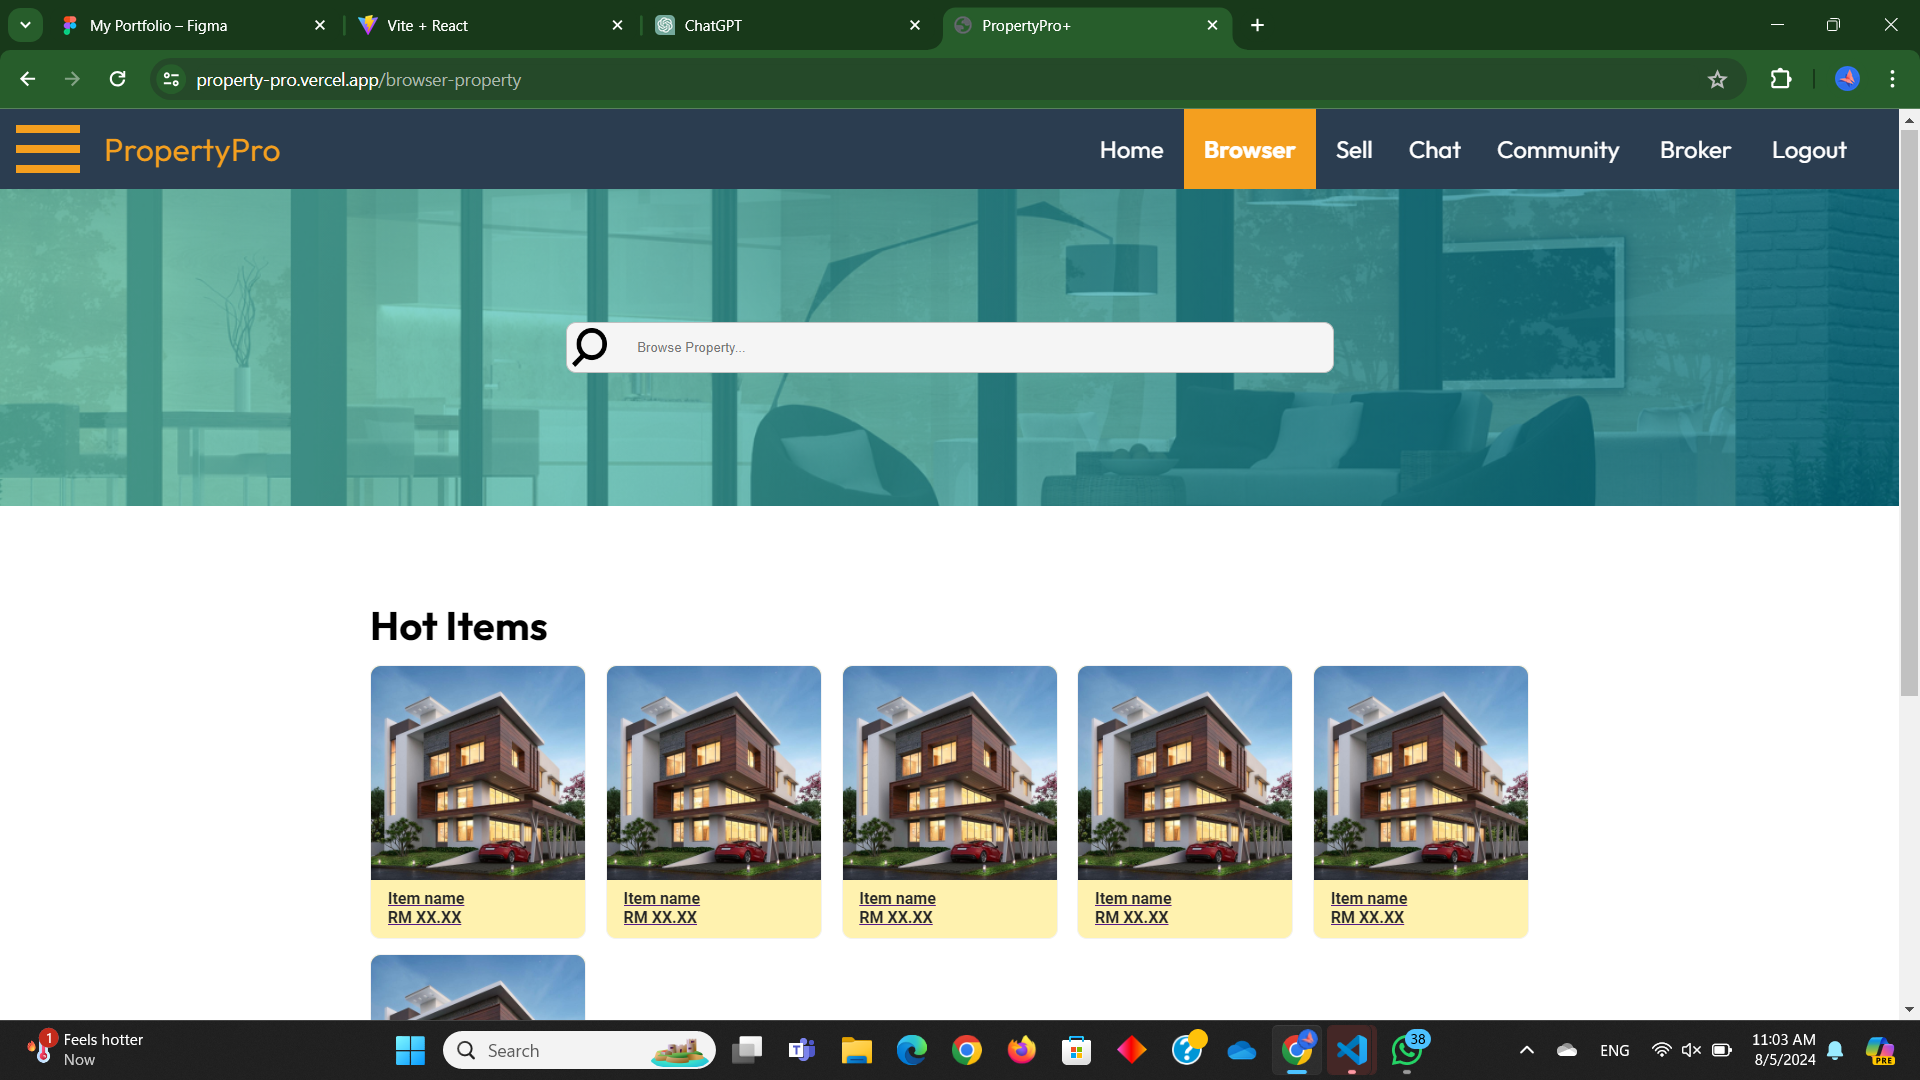 My Portfolio – Figma
Vite + React
ChatGPT
PropertyPro+
property-pro.vercel.app/browser-property
PropertyPro
Home
Browser
Sell
Chat
Community
Broker
Logout
Browse Property...
Hot Items
Item name
RM XX.XX
Item name
RM XX.XX
Item name
RM XX.XX
Item name
RM XX.XX
Item name
RM XX.XX
1
Feels hotter
Now
Search
38
ENG
11:03 AM
8/5/2024
PRE